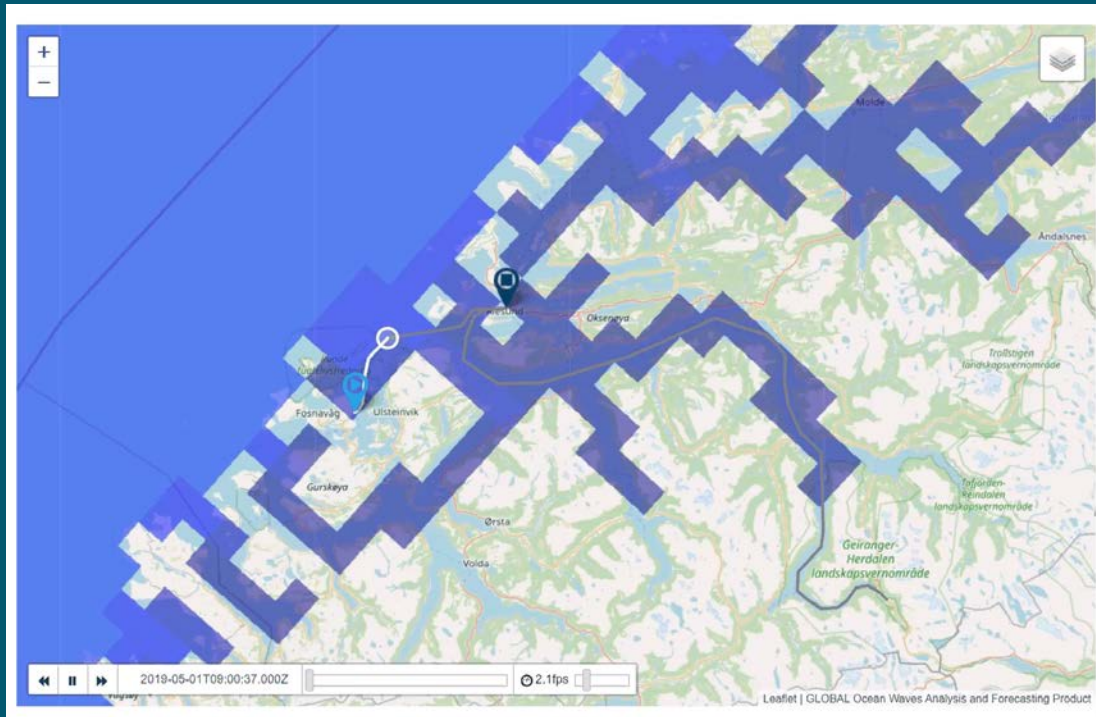 +
−
Molde
Åndalsnes
Oksenøya
Trollstigen
landskapsvernområde
Fosnavåg
Ulsteinvik
Gurskøya
Tafjorden-
Reindalen
landskapsvernområde
Ørsta
Geiranger-
Herdalen
landskapsvernområde
Volda
2019-05-01T09:00:37.000Z
2.1fps
Leaflet | GLOBAL Ocean Waves Analysis and Forecasting Product